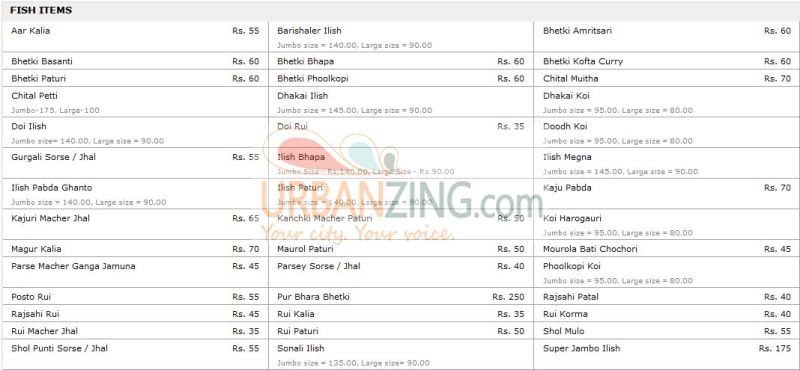 FISH ITEMS
Aar Kalia Rs. 55 Barishaler Ilish Bhetki Amritsari Rs. 60
Jumbo size = 140.00, Large size = 90.00
Bhetki Basanti Rs. 60 Bhetki Bhapa Rs. 60 Bhetki Kofta Curry Rs. 60
Bhetki Paturi Rs. 60 Bhetki Phoolkopi Rs. 60 Chital Muitha Rs. 70
Chital Petti Dhakai Ilish Dhakai Koi
Jumbo-175, Large-100 Jumbo size = 145.00, Large size = 90.00 Jumbo size = 95.00, Large size = 80.00
Doi Ilish Doi Rui Rs. 35 Doodh Koi
Jumbo size= 140.00, Large size = 90.00 Jumbo size = 95.00, Large size = 80.00
Gurgali Sorse / Jhal Rs. 55 Ilish Bhapa Ilish Megna
Jumbo Size - Rs.140.00, Large Size - Rs.90.00 Jumbo size = 145.00, Large size = 90.00
Ilish Pabda Ghanto Ilish Paturi Kaju Pabda Rs. 70
Jumbo size = 140.00, Large size = 90.00 Jumbo size = 140.00, Large size = 90.00
Kajuri Macher Jhal Rs. 65 Kanchki Macher Paturi Rs. 50 Koi Harogauri
Jumbo size = 95.00, Large size = 80.00
URBANZING.com
Your city. Your voice.
Magur Kalia Rs. 70 Maurol Paturi Rs. 50 Mourola Bati Chochori Rs. 45
Parse Macher Ganga Jamuna Rs. 45 Parsey Sorse / Jhal Rs. 40 Phoolkopi Koi
Jumbo size = 95.00, Large size = 80.00
Posto Rui Rs. 55 Pur Bhara Bhetki Rs. 250 Rajsahi Patal Rs. 40
Rajsahi Rui Rs. 45 Rui Kalia Rs. 35 Rui Korma Rs. 40
Rui Macher Jhal Rs. 35 Rui Paturi Rs. 50 Shol Mulo Rs. 55
Shol Punti Sorse / Jhal Rs. 55 Sonali Ilish Super Jambo Ilish Rs. 175
Jumbo size = 135.00, Large size= 90.00